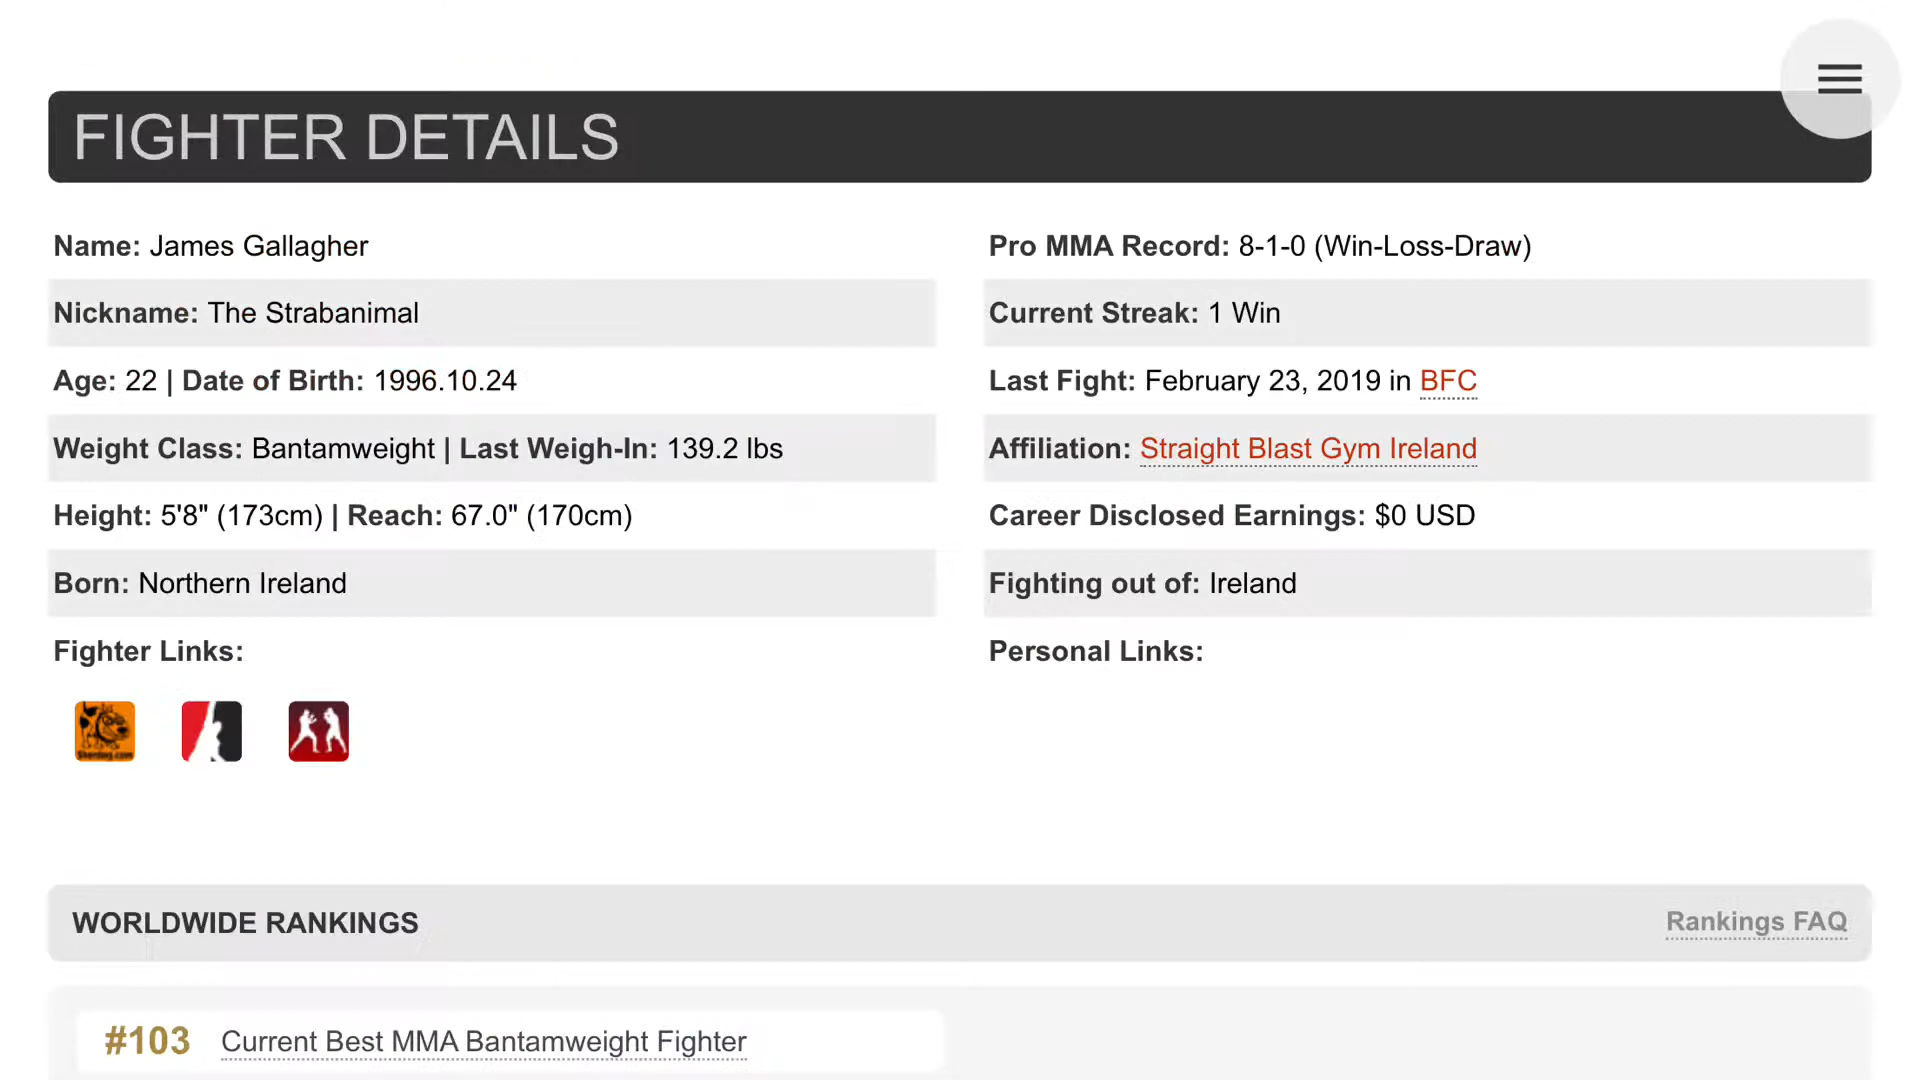 FIGHTER DETAILS
Name: James Gallagher
Pro MMA Record: 8-1-0 (Win-Loss-Draw)
Nickname: The Strabanimal
Current Streak: 1 Win
Age: 22 | Date of Birth: 1996.10.24
Last Fight: February 23, 2019 in BFC
Weight Class: Bantamweight | Last Weigh-In: 139.2 lbs
Affiliation: Straight Blast Gym Ireland
Height: 5'8" (173cm) | Reach: 67.0" (170cm)
Career Disclosed Earnings: $0 USD
Born: Northern Ireland
Fighting out of: Ireland
Fighter Links:
Personal Links:
Sherdog.com
WORLDWIDE RANKINGS
Rankings FAQ
#103 Current Best MMA Bantamweight Fighter